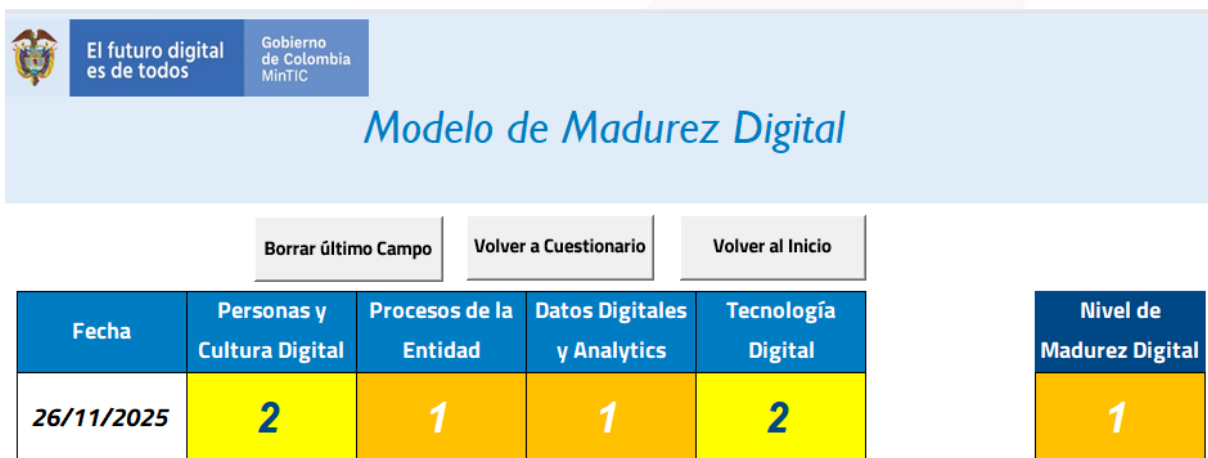 El futuro digital
es de todos
Gobierno
de Colombia
MinTIC
Modelo de Madurez Digital
Borrar último Campo
Volver a Cuestionario
Volver al Inicio
Fecha
Personas y
Cultura Digital
Procesos de la
Entidad
Datos Digitales
y Analytics
Tecnología
Digital
Nivel de
Madurez Digital
26/11/2025
2
1
1
2
1